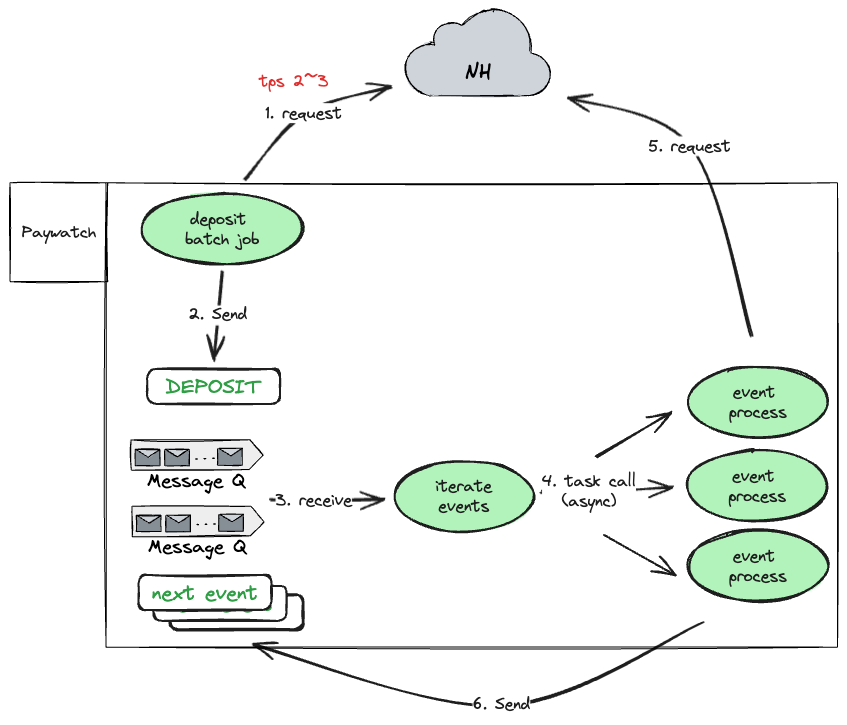 NH
tps 2~3
1. request
5. request
Paywatch
deposit
batch job
2. Send
DEPOSIT
event
process
Message Q
3. receive
iterate
events
4. task call
(async)
event
process
Message Q
event
process
next event
6. Send